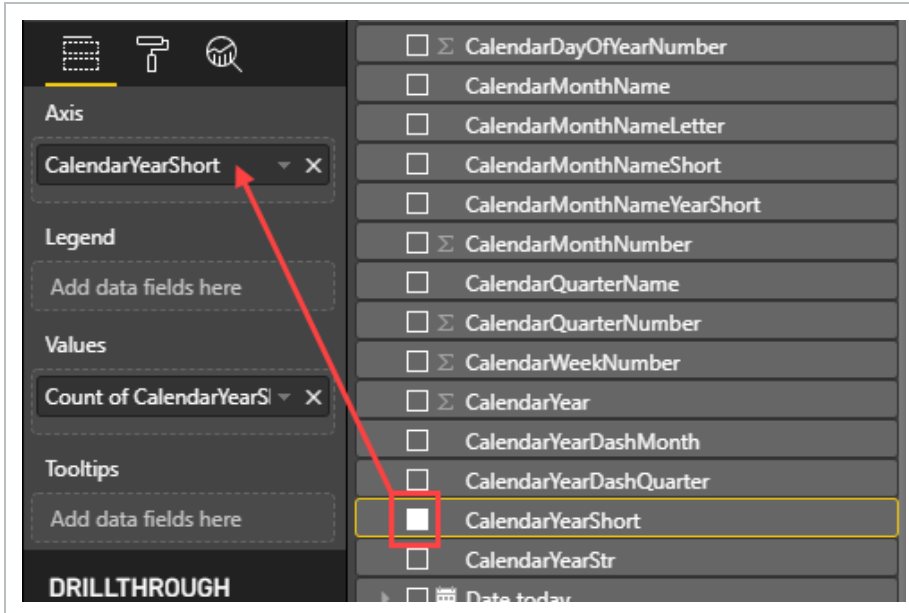 Axis
CalendarYearShort
Legend
Add data fields here
Values
Count of CalendarYearS
Tooltips
Add data fields here
DRILLTHROUGH
Σ CalendarDayOfYearNumber
CalendarMonthName
CalendarMonthNameLetter
CalendarMonthNameShort
CalendarMonthNameYearShort
Σ CalendarMonthNumber
CalendarQuarterName
Σ CalendarQuarterNumber
Σ CalendarWeekNumber
Σ CalendarYear
CalendarYearDashMonth
CalendarYearDashQuarter
CalendarYearShort
CalendarYearStr
Date today